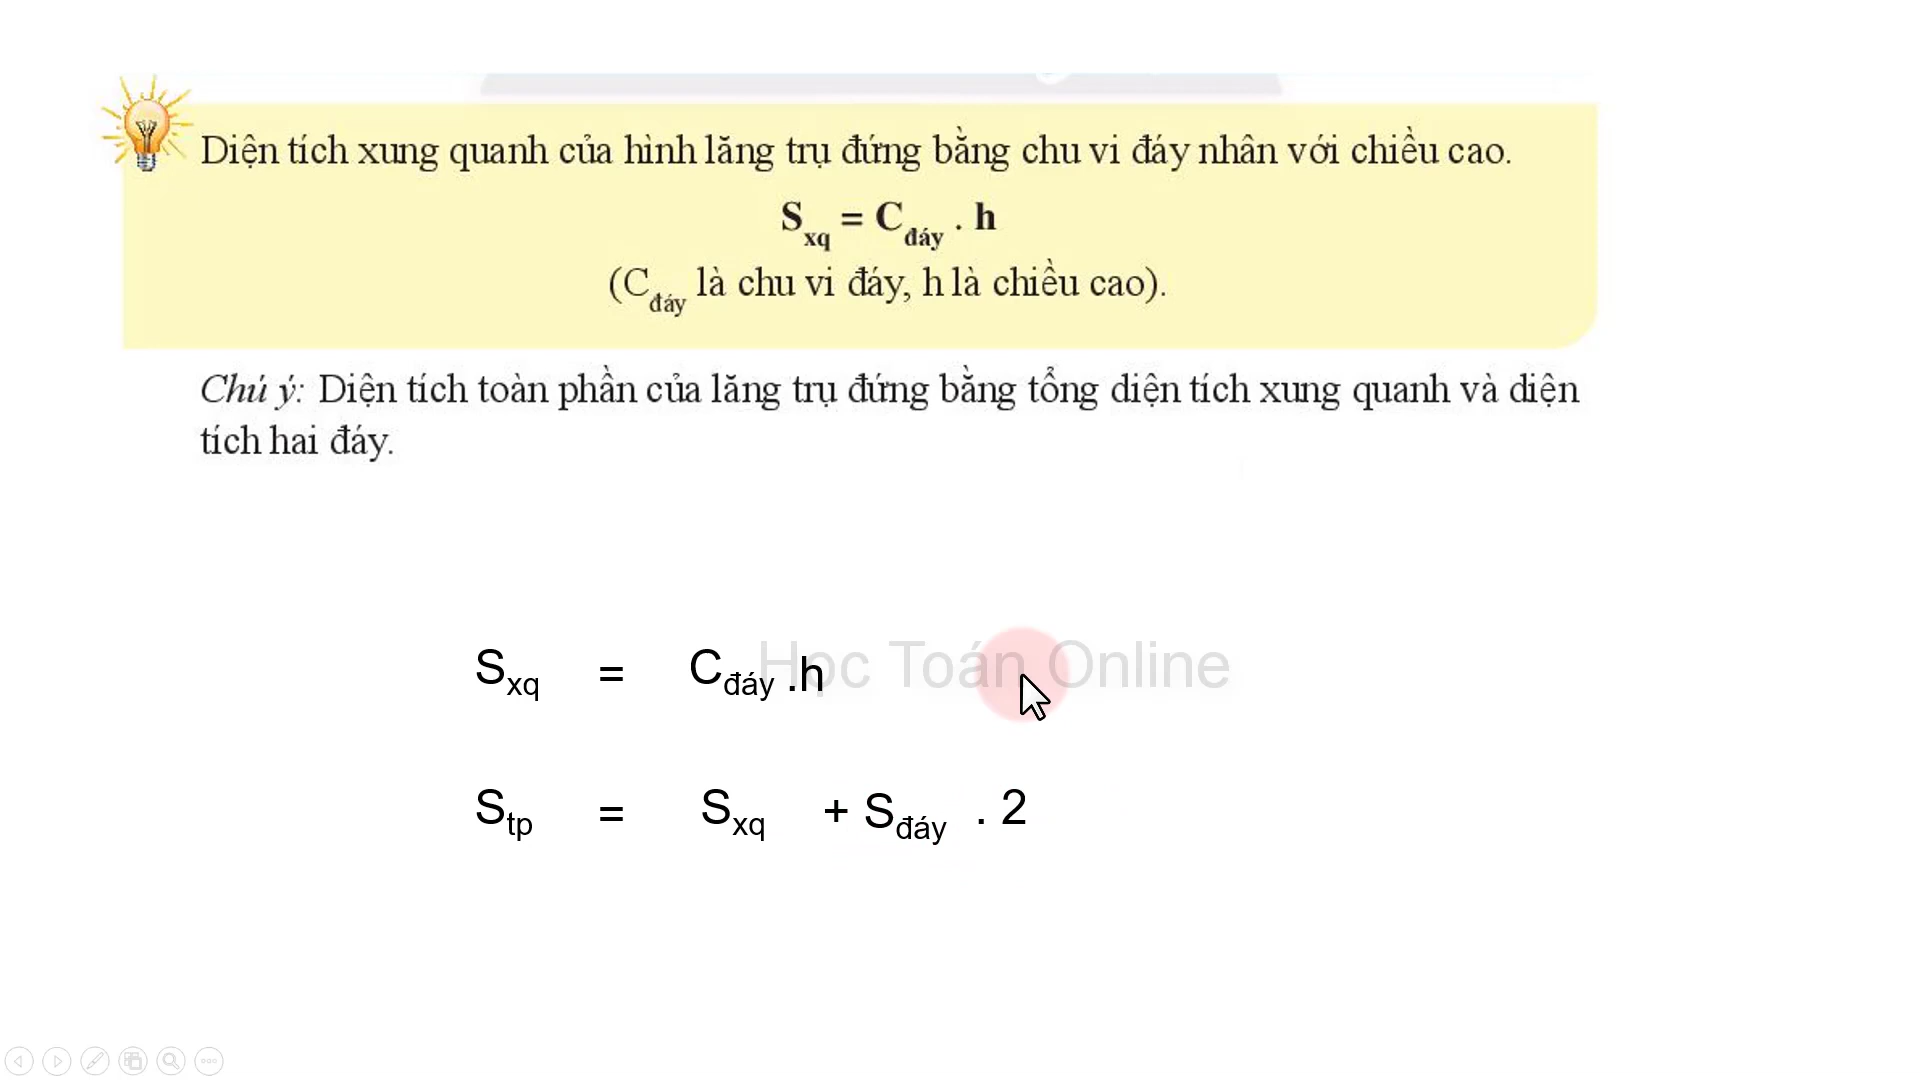 Diện tích xung quanh của hình lăng trụ đứng bằng chu vi đáy nhân với chiều cao.
Sxq = Cđáy . h
(Cđáy là chu vi đáy, h là chiều cao).
Chú ý: Diện tích toàn phần của lăng trụ đứng bằng tổng diện tích xung quanh và diện
tích hai đáy.
Học Toán Online
Sxq = Cđáy .h
Stp = Sxq + Sđáy . 2